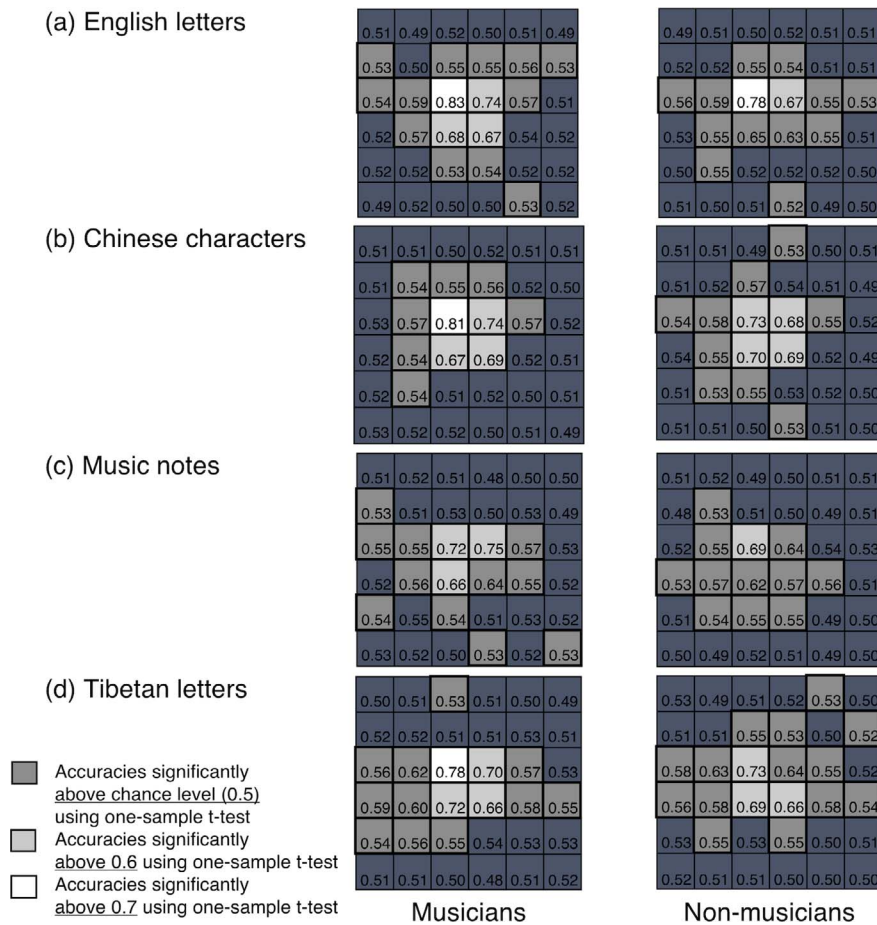 (a) English letters
0.51 0.49 0.52 0.50 0.51 0.49
0.53 0.50 0.55 0.55 0.56 0.53
0.54 0.59 0.83 0.74 0.57 0.51
0.52 0.57 0.68 0.67 0.54 0.52
0.52 0.52 0.53 0.54 0.52 0.52
0.49 0.52 0.50 0.50 0.53 0.52
0.49 0.51 0.50 0.52 0.51 0.51
0.52 0.52 0.55 0.54 0.51 0.51
0.56 0.59 0.78 0.67 0.55 0.53
0.53 0.55 0.65 0.63 0.55 0.51
0.50 0.55 0.52 0.52 0.52 0.50
0.51 0.50 0.51 0.52 0.49 0.50
(b) Chinese characters
0.51 0.51 0.50 0.52 0.51 0.51
0.51 0.54 0.55 0.56 0.52 0.50
0.53 0.57 0.81 0.74 0.57 0.52
0.52 0.54 0.67 0.69 0.52 0.51
0.52 0.54 0.51 0.52 0.50 0.51
0.53 0.52 0.52 0.50 0.51 0.49
0.51 0.51 0.49 0.53 0.50 0.51
0.51 0.52 0.57 0.54 0.51 0.49
0.54 0.58 0.73 0.68 0.55 0.52
0.54 0.55 0.70 0.69 0.52 0.49
0.51 0.53 0.55 0.53 0.52 0.50
0.51 0.51 0.50 0.53 0.51 0.50
(c) Music notes
0.51 0.52 0.51 0.48 0.50 0.50
0.53 0.51 0.53 0.50 0.53 0.49
0.55 0.55 0.72 0.75 0.57 0.53
0.52 0.56 0.66 0.64 0.55 0.52
0.54 0.55 0.54 0.51 0.53 0.52
0.53 0.52 0.50 0.53 0.52 0.53
0.51 0.52 0.49 0.50 0.51 0.51
0.48 0.53 0.51 0.50 0.49 0.51
0.52 0.55 0.69 0.64 0.54 0.53
0.53 0.57 0.62 0.57 0.56 0.51
0.51 0.54 0.55 0.55 0.49 0.50
0.50 0.49 0.52 0.51 0.49 0.50
(d) Tibetan letters
0.50 0.51 0.53 0.51 0.50 0.49
0.52 0.52 0.51 0.51 0.53 0.51
0.56 0.62 0.78 0.70 0.57 0.53
0.59 0.60 0.72 0.66 0.58 0.55
0.54 0.56 0.55 0.54 0.53 0.53
0.51 0.51 0.50 0.48 0.51 0.52
0.53 0.49 0.51 0.52 0.53 0.50
0.51 0.51 0.55 0.53 0.50 0.52
0.58 0.63 0.73 0.64 0.55 0.52
0.56 0.58 0.69 0.66 0.58 0.54
0.53 0.55 0.53 0.55 0.50 0.51
0.52 0.51 0.51 0.50 0.50 0.50
Accuracies significantly
above chance level (0.5)
using one-sample t-test
Accuracies significantly
above 0.6 using one-sample t-test
Accuracies significantly
above 0.7 using one-sample t-test
Musicians
Non-musicians